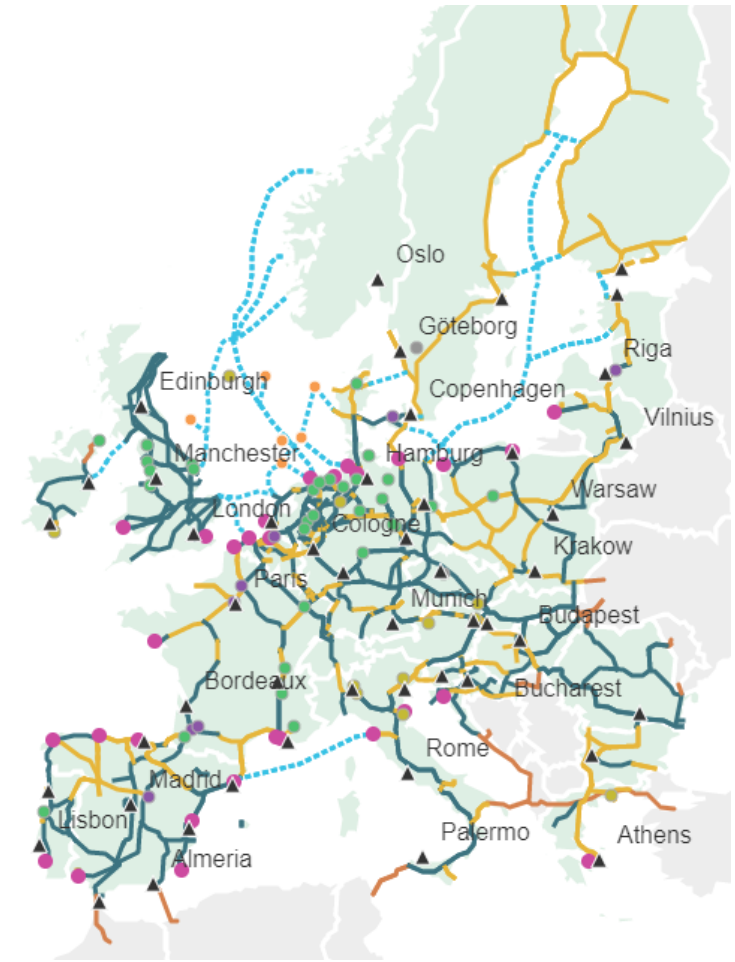 Oslo
Göteborg
Riga
Edinburgh
Copenhagen
Vilnius
Manchester
Hamburg
Warsaw
London
Cologne
Krakow
Paris
Munich
Budapest
Bordeaux
Bucharest
Rome
Madrid
Lisbon
Palermo
Athens
Almeria